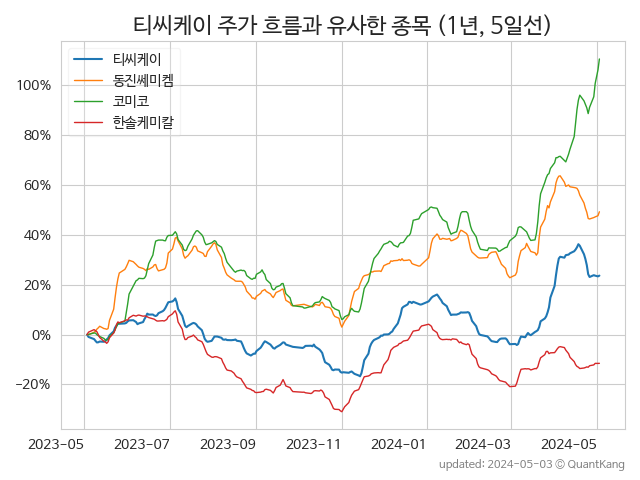 티씨케이 주가 흐름과 유사한 종목 (1년, 5일선)
티씨케이
동진쎄미켐
코미코
한솔케미칼
100%
80%
60%
40%
20%
0%
−20%
2023-05 2023-07 2023-09 2023-11 2024-01 2024-03 2024-05
updated: 2024-05-03 © QuantKang